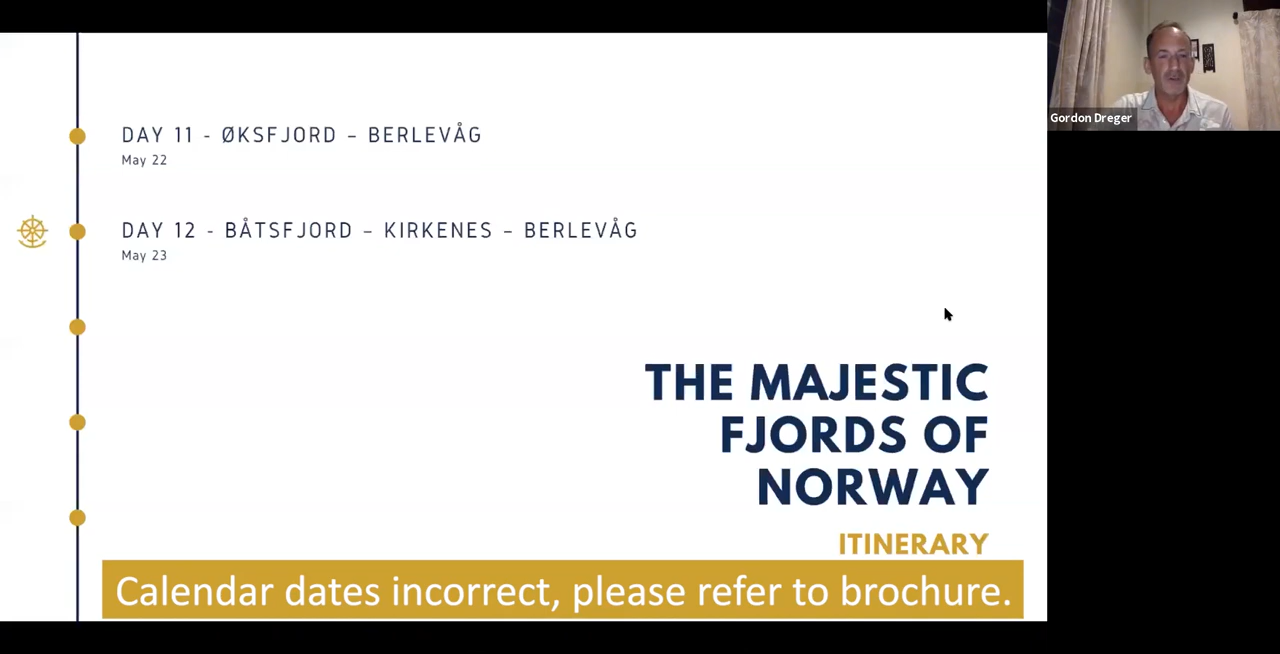 DAY 11 - ØKSFJORD – BERLEVÅG
May 22
DAY 12 - BÅTSFJORD – KIRKENES – BERLEVÅG
May 23
THE MAJESTIC
FJORDS OF
NORWAY
ITINERARY
Calendar dates incorrect, please refer to brochure.
Gordon Dreger